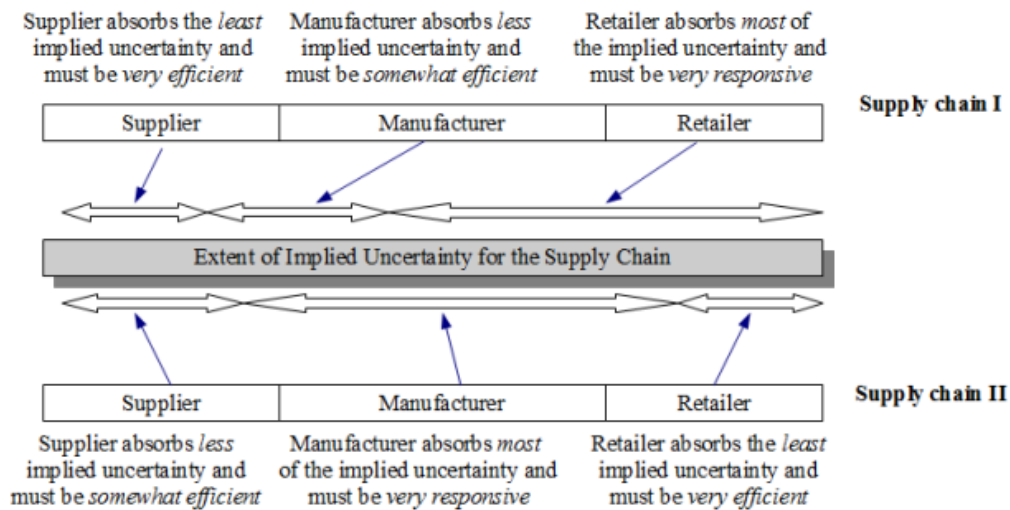 Supplier absorbs the least
implied uncertainty and
must be very efficient
Manufacturer absorbs less
implied uncertainty and
must be somewhat efficient
Retailer absorbs most of
the implied uncertainty and
must be very responsive
Supply chain I
Supplier
Manufacturer
Retailer
Extent of Implied Uncertainty for the Supply Chain
Supplier
Manufacturer
Retailer
Supply chain II
Supplier absorbs less
implied uncertainty and
must be somewhat efficient
Manufacturer absorbs most
of the implied uncertainty and
must be very responsive
Retailer absorbs the least
implied uncertainty and
must be very efficient